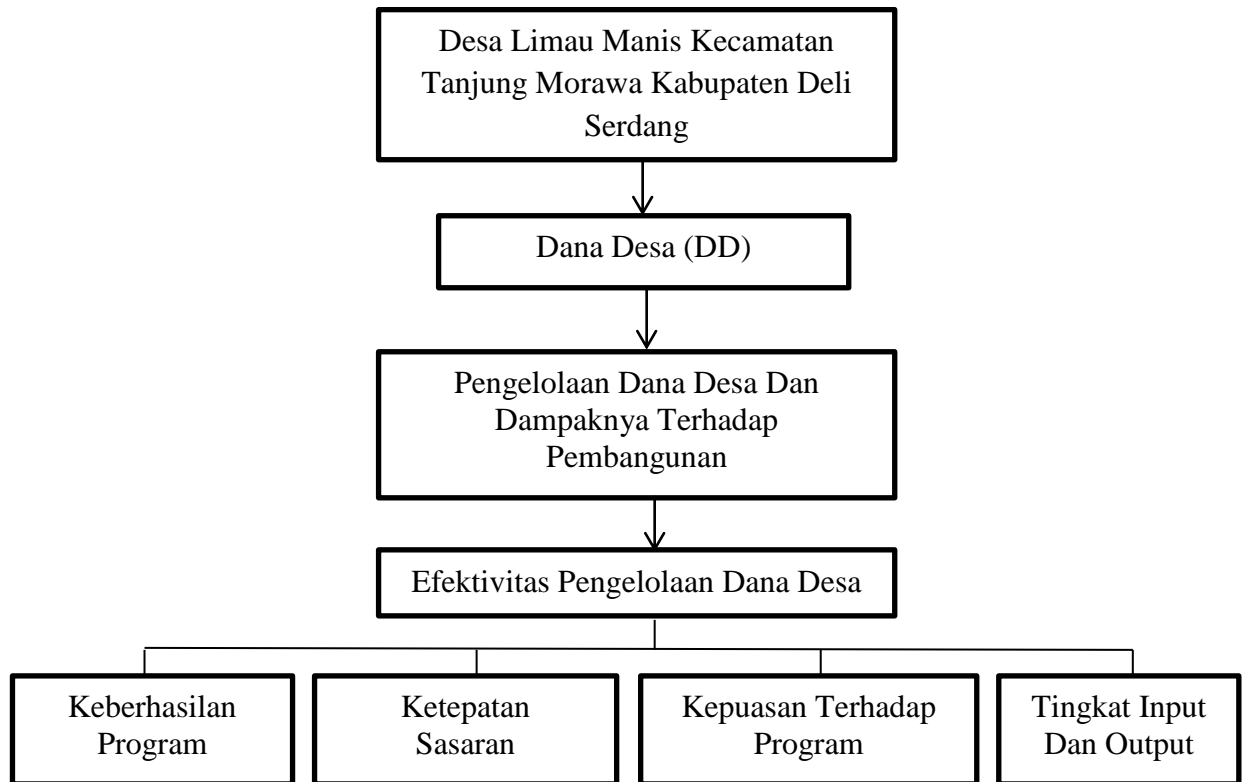 Desa Limau Manis Kecamatan
Tanjung Morawa Kabupaten Deli
Serdang
Dana Desa (DD)
Pengelolaan Dana Desa Dan
Dampaknya Terhadap
Pembangunan
Efektivitas Pengelolaan Dana Desa
Keberhasilan
Program
Ketepatan
Sasaran
Kepuasan Terhadap
Program
Tingkat Input
Dan Output